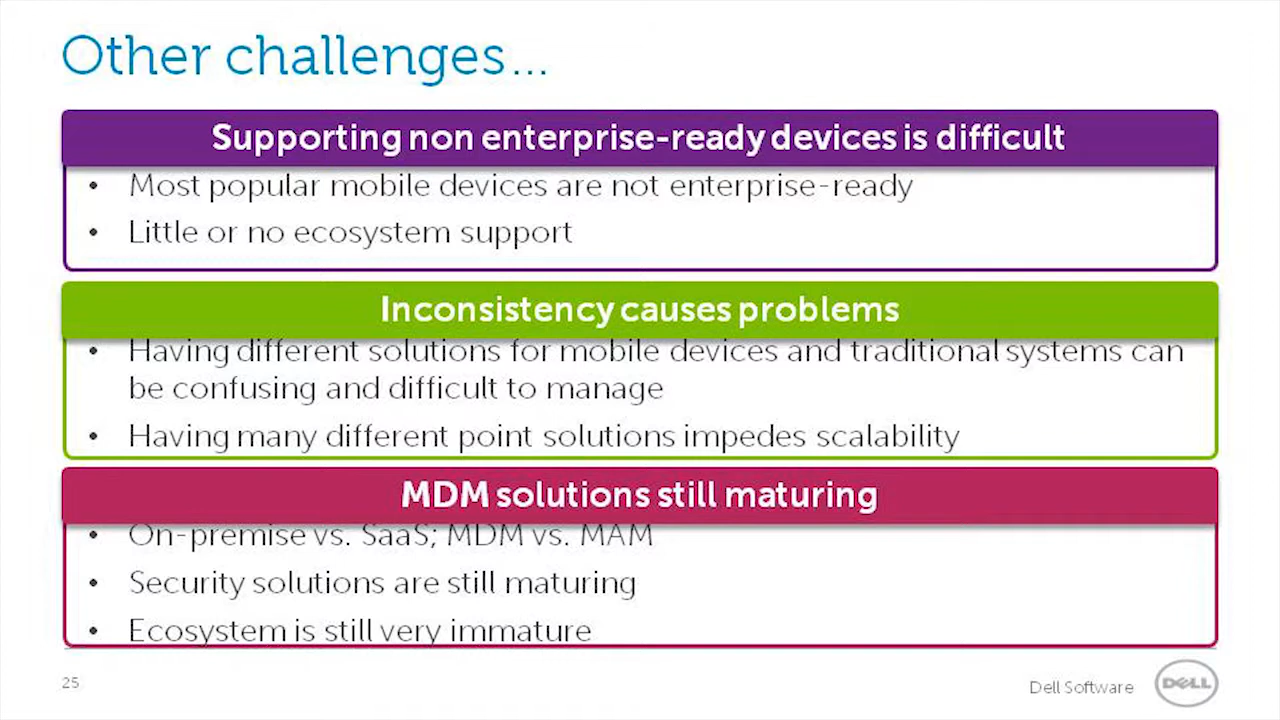 Other challenges...
Supporting non enterprise-ready devices is difficult
• Most popular mobile devices are not enterprise-ready
• Little or no ecosystem support
Inconsistency causes problems
• Having different solutions for mobile devices and traditional systems can
be confusing and difficult to manage
• Having many different point solutions impedes scalability
MDM solutions still maturing
• On-premise vs. SaaS; MDM vs. MAM
• Security solutions are still maturing
• Ecosystem is still very immature
25
Dell Software
DELL